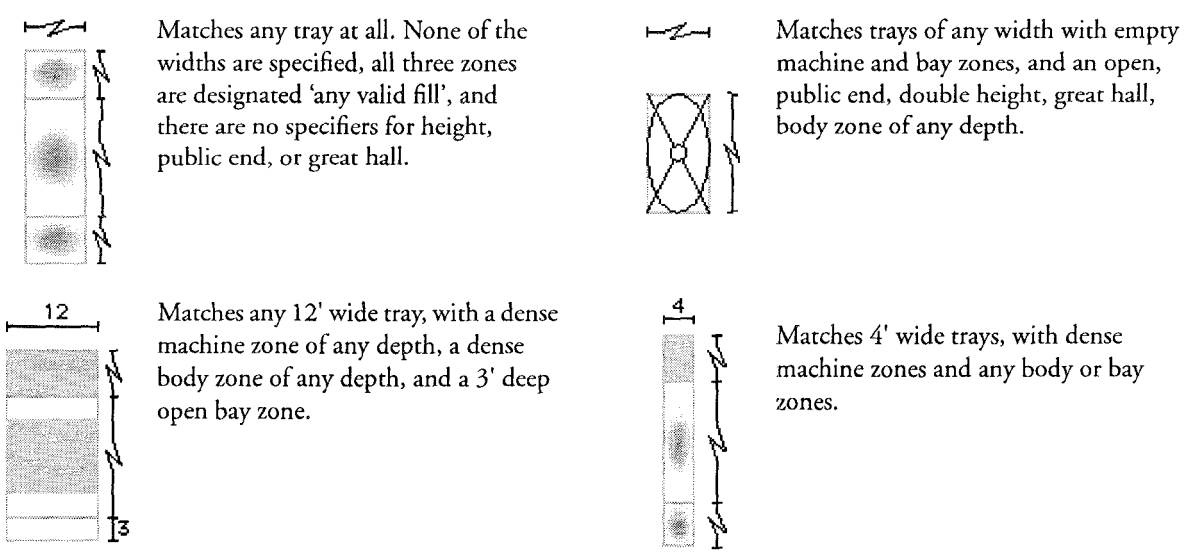 Matches any tray at all. None of the
widths are specified, all three zones
are designated ‘any valid fill’, and
there are no specifiers for height,
public end, or great hall.
Matches trays of any width with empty
machine and bay zones, and an open,
public end, double height, great hall,
body zone of any depth.
12
Matches any 12' wide tray, with a dense
machine zone of any depth, a dense
body zone of any depth, and a 3' deep
open bay zone.
3
4
Matches 4' wide trays, with dense
machine zones and any body or bay
zones.